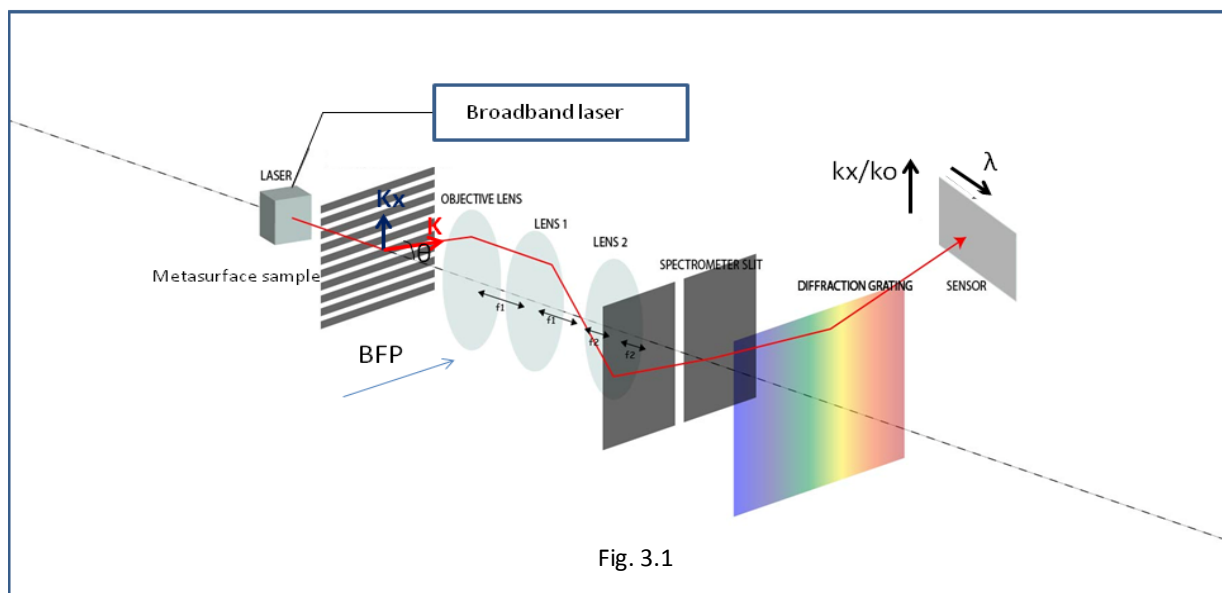 Broadband laser
LASER
Kx
OBJECTIVE LENS
K
θ
LENS 1
LENS 2
SPECTROMETER SLIT
kx/ko
λ
Metasurface sample
DIFFRACTION GRATING
SENSOR
f1
f1
f2
f2
BFP
Fig. 3.1